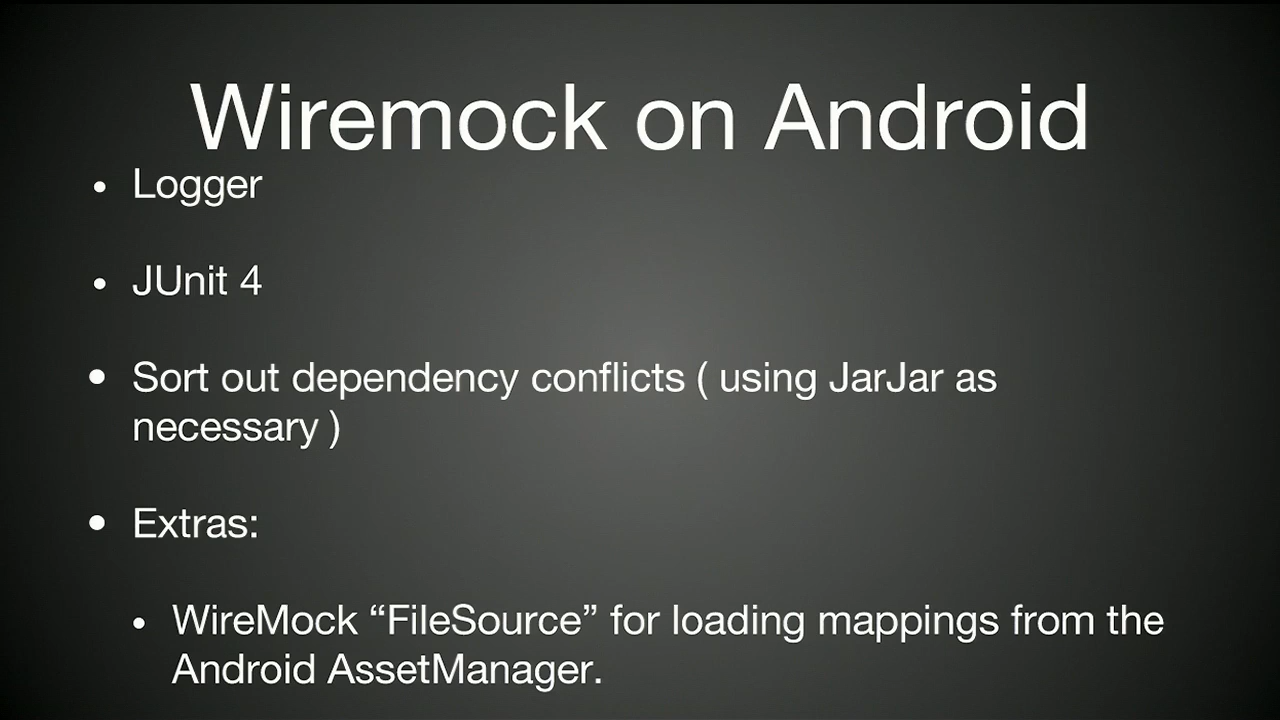 Wiremock on Android
• Logger
• JUnit 4
• Sort out dependency conflicts ( using JarJar as
necessary )
• Extras:
• WireMock “FileSource” for loading mappings from the
Android AssetManager.